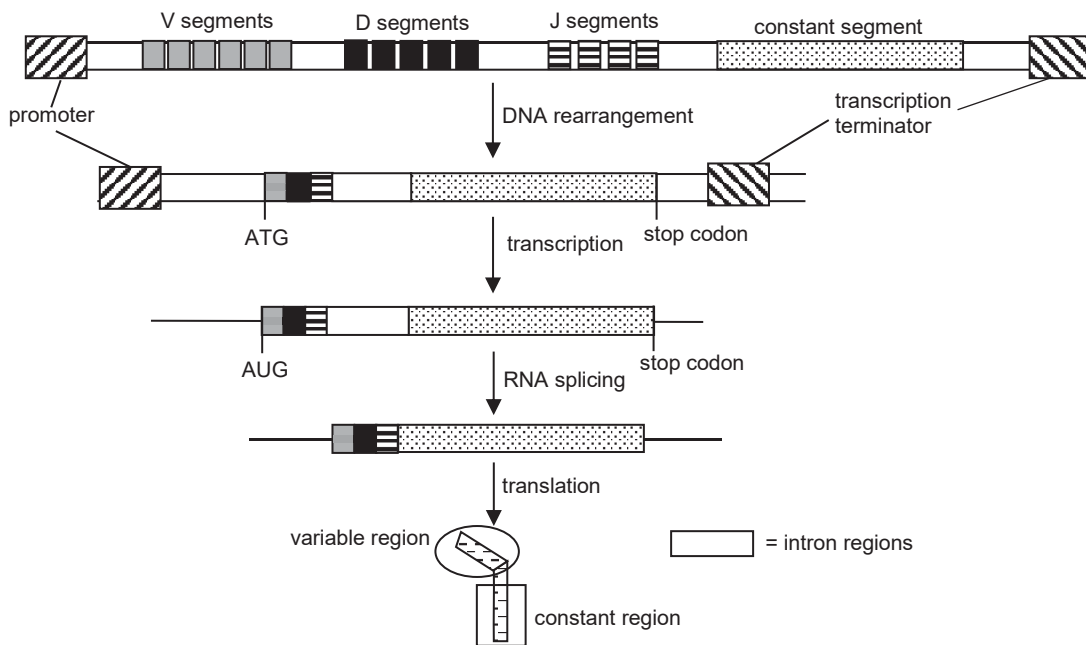 V segments
D segments
J segments
constant segment
promoter
DNA rearrangement
transcription
terminator
ATG
transcription
stop codon
AUG
RNA splicing
stop codon
translation
variable region
= intron regions
constant region